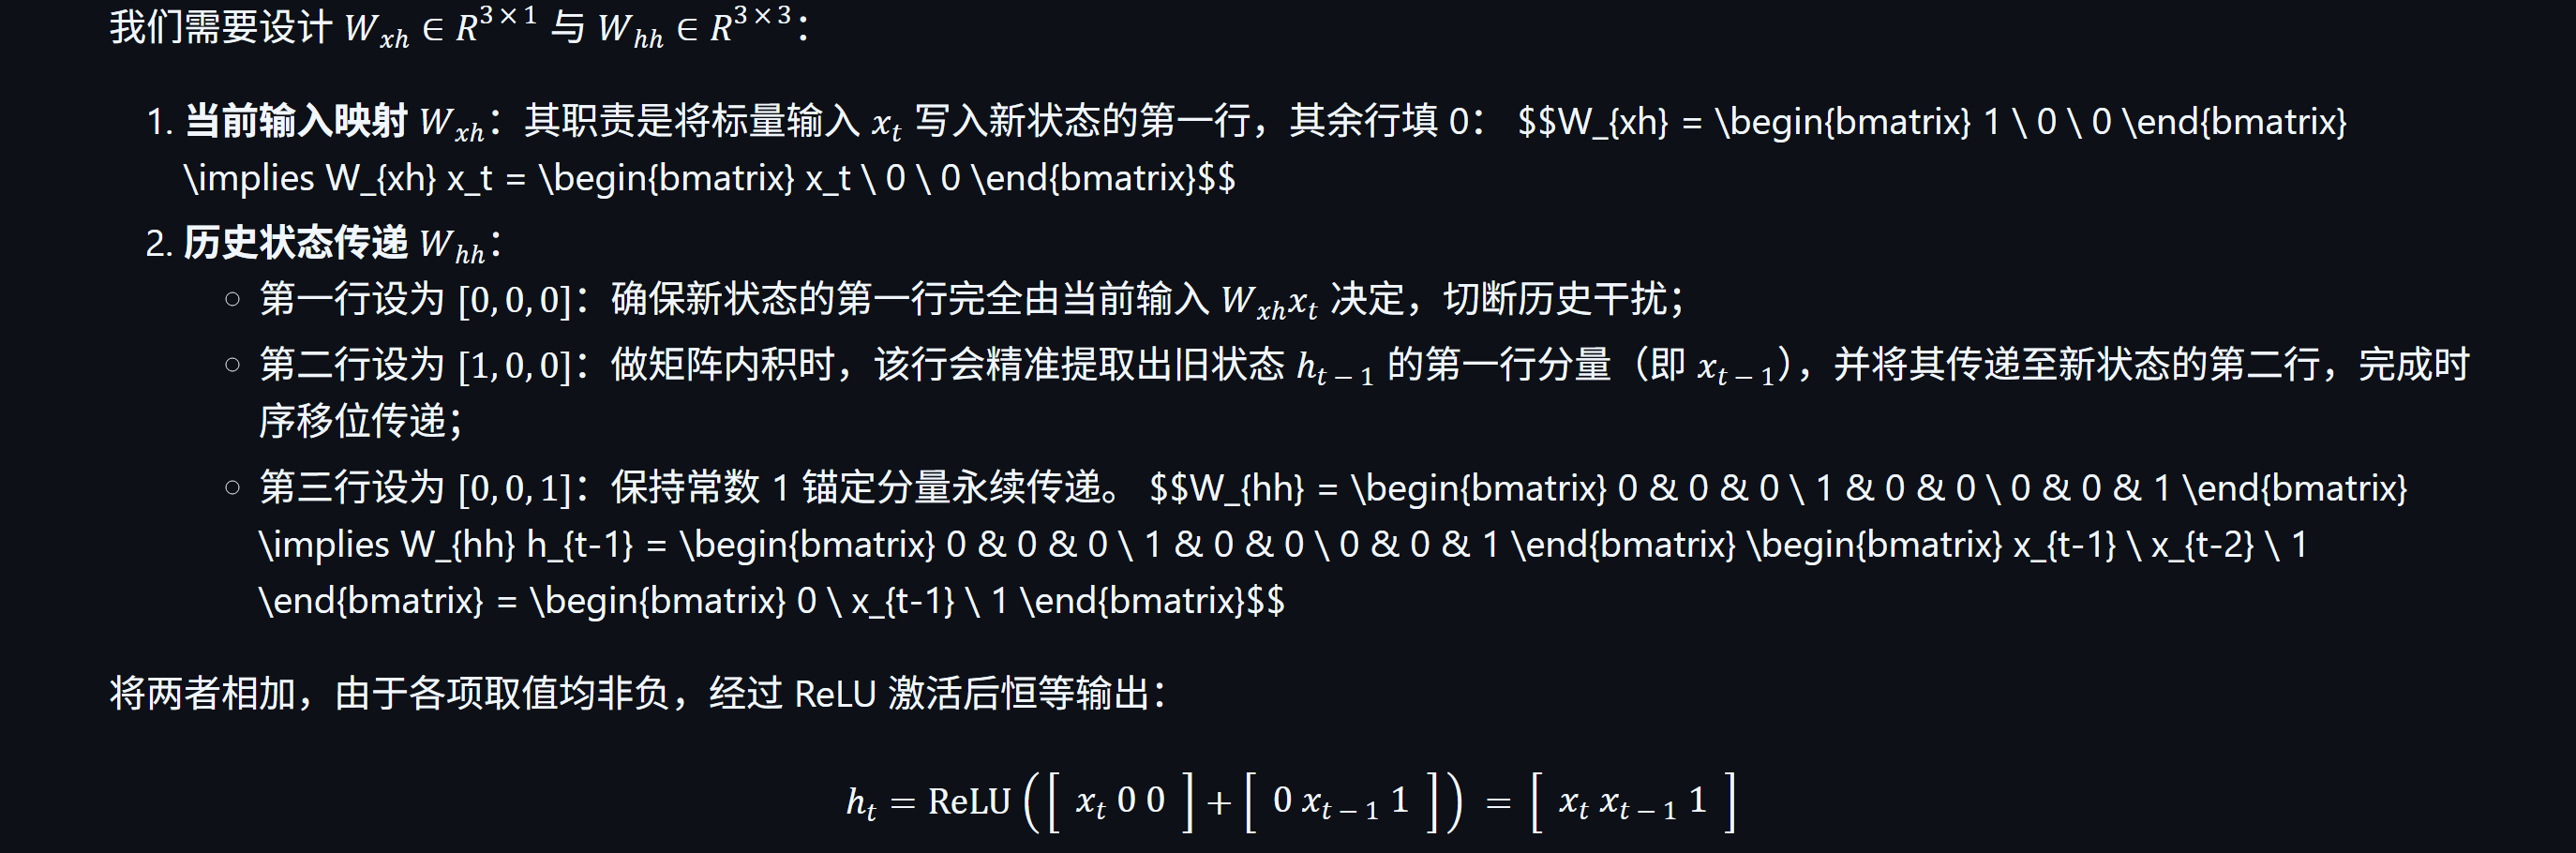 我们需要设计 W_{xh} ∈ R^{3×1} 与 W_{hh} ∈ R^{3×3}：
1. 当前输入映射 W_{xh}：其职责是将标量输入 x_t 写入新状态的第一行，其余行填 0： $$W_{xh} = \begin{bmatrix} 1 \ 0 \ 0 \end{bmatrix}
\implies W_{xh} x_t = \begin{bmatrix} x_t \ 0 \ 0 \end{bmatrix}$$
2. 历史状态传递 W_{hh}：
○ 第一行设为 [0, 0, 0]：确保新状态的第一行完全由当前输入 W_{xh}x_t 决定，切断历史干扰；
○ 第二行设为 [1, 0, 0]：做矩阵内积时，该行会精准提取出旧状态 h_{t-1} 的第一行分量（即 x_{t-1}），并将其传递至新状态的第二行，完成时
序移位传递；
○ 第三行设为 [0, 0, 1]：保持常数 1 锚定分量永续传递。 $$W_{hh} = \begin{bmatrix} 0 & 0 & 0 \ 1 & 0 & 0 \ 0 & 0 & 1 \end{bmatrix}
\implies W_{hh} h_{t-1} = \begin{bmatrix} 0 & 0 & 0 \ 1 & 0 & 0 \ 0 & 0 & 1 \end{bmatrix} \begin{bmatrix} x_{t-1} \ x_{t-2} \ 1
\end{bmatrix} = \begin{bmatrix} 0 \ x_{t-1} \ 1 \end{bmatrix}$$
将两者相加，由于各项取值均非负，经过 ReLU 激活后恒等输出：
h_t = ReLU([ x_t 0 0 ] + [ 0 x_{t-1} 1 ]) = [ x_t x_{t-1} 1 ]